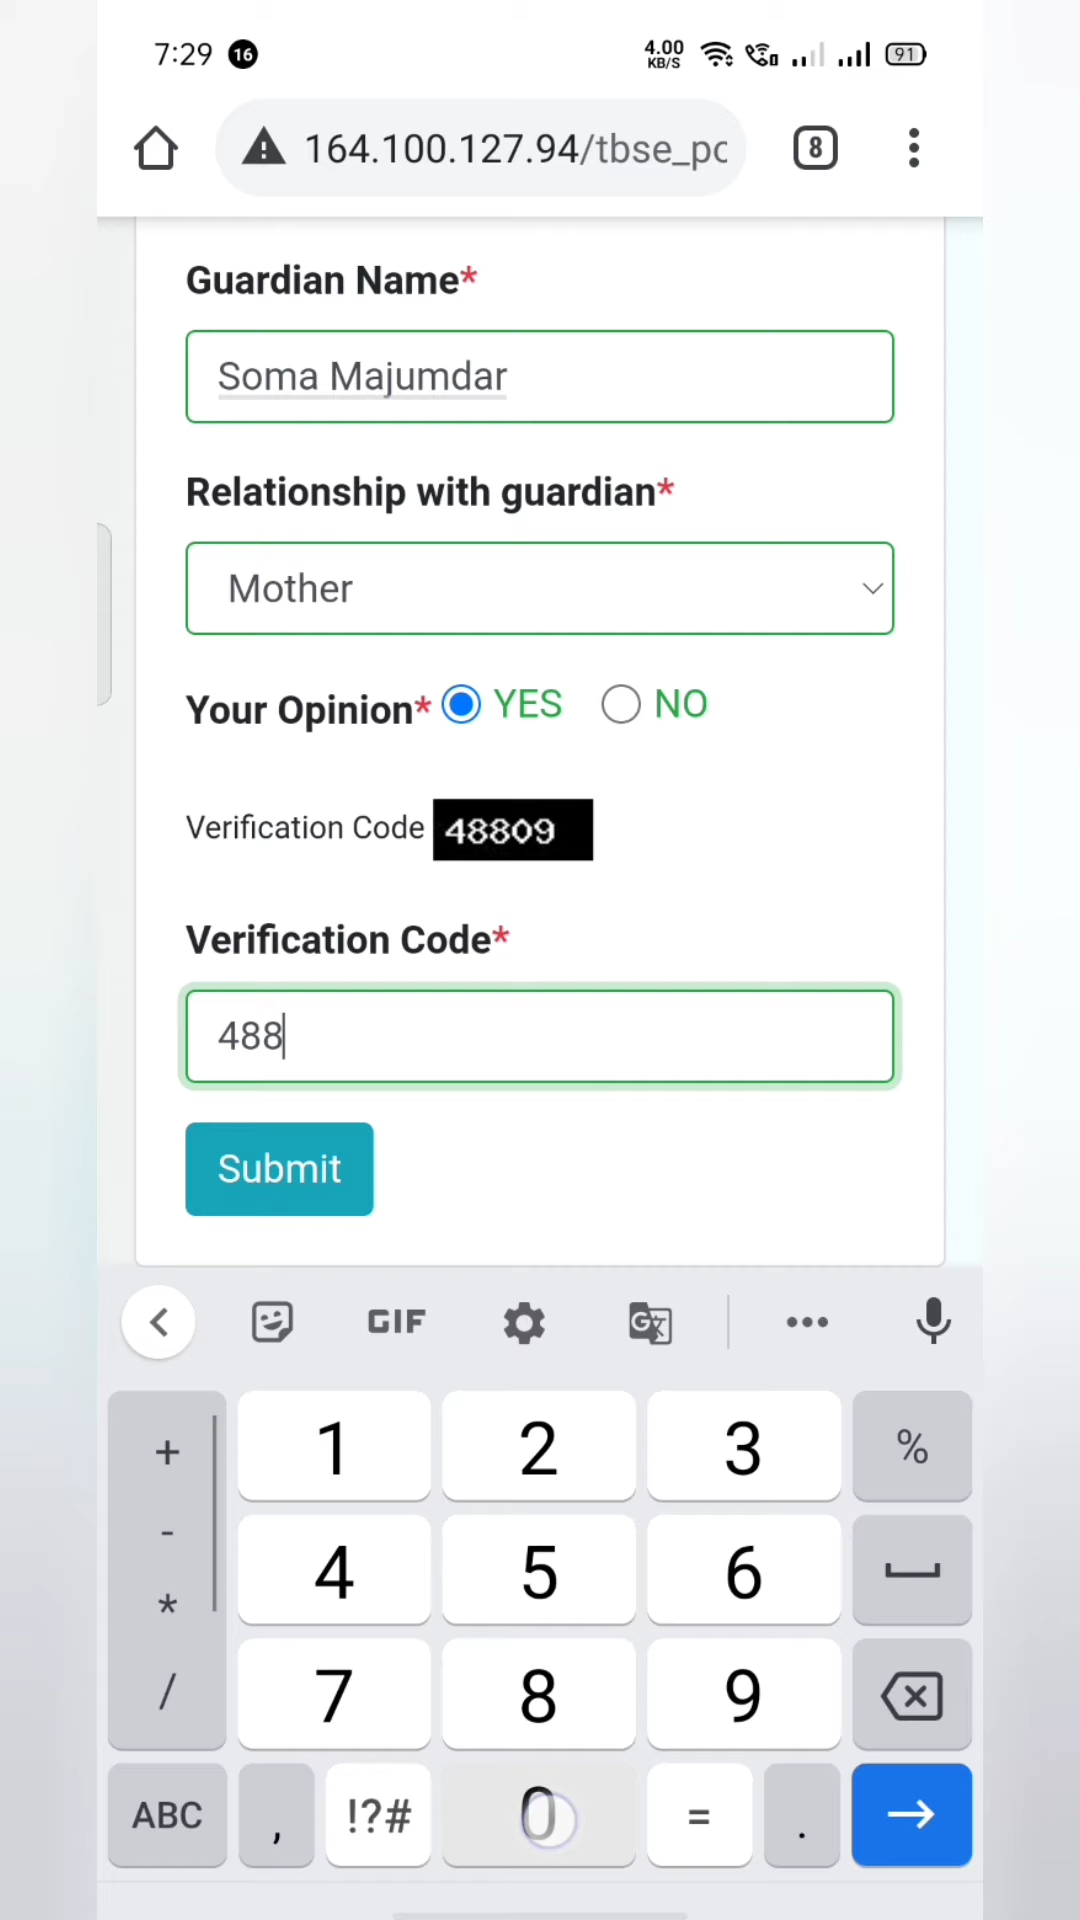 7:29 16 4.00 KB/S 91
164.100.127.94/tbse_pc 8
Guardian Name*
Soma Majumdar
Relationship with guardian*
Mother
Your Opinion* YES NO
Verification Code 48809
Verification Code*
488
Submit
GIF
+ 1 2 3 %
- 4 5 6
*
/ 7 8 9
ABC , !?# 0 = .